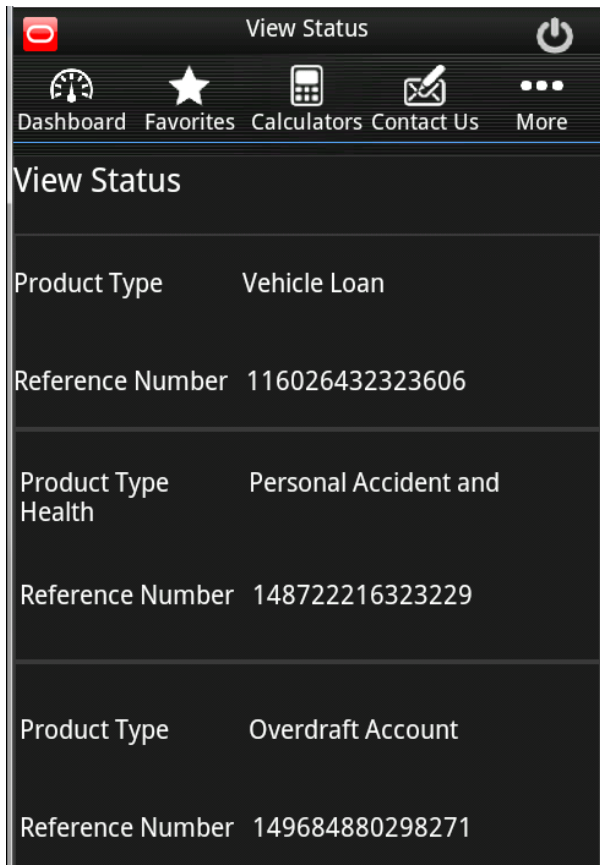 View Status
Dashboard Favorites Calculators Contact Us More
View Status
Product Type Vehicle Loan
Reference Number 116026432323606
Product Type Personal Accident and
Health
Reference Number 148722216323229
Product Type Overdraft Account
Reference Number 149684880298271